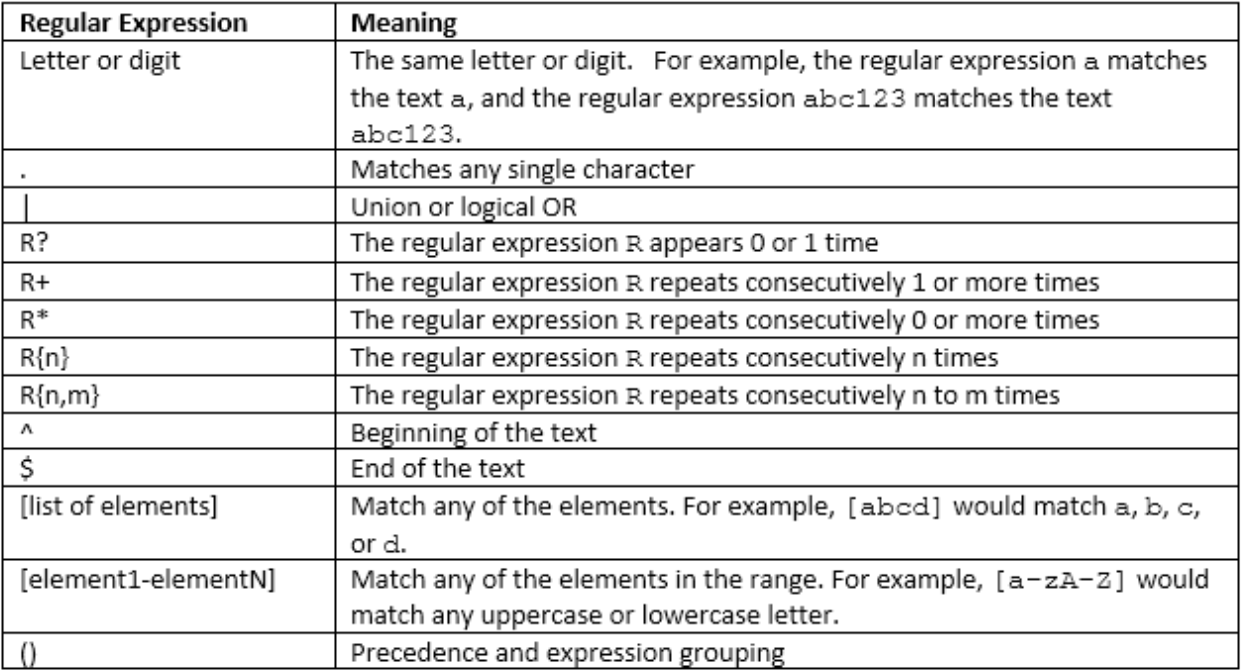 Regular Expression Meaning
Letter or digit The same letter or digit.   For example, the regular expression a matches
the text a, and the regular expression abc123 matches the text
abc123.
. Matches any single character
| Union or logical OR
R? The regular expression R appears 0 or 1 time
R+ The regular expression R repeats consecutively 1 or more times
R* The regular expression R repeats consecutively 0 or more times
R{n} The regular expression R repeats consecutively n times
R{n,m} The regular expression R repeats consecutively n to m times
^ Beginning of the text
$ End of the text
[list of elements] Match any of the elements. For example, [abcd] would match a, b, c,
or d.
[element1-elementN] Match any of the elements in the range. For example, [a-zA-Z] would
match any uppercase or lowercase letter.
() Precedence and expression grouping